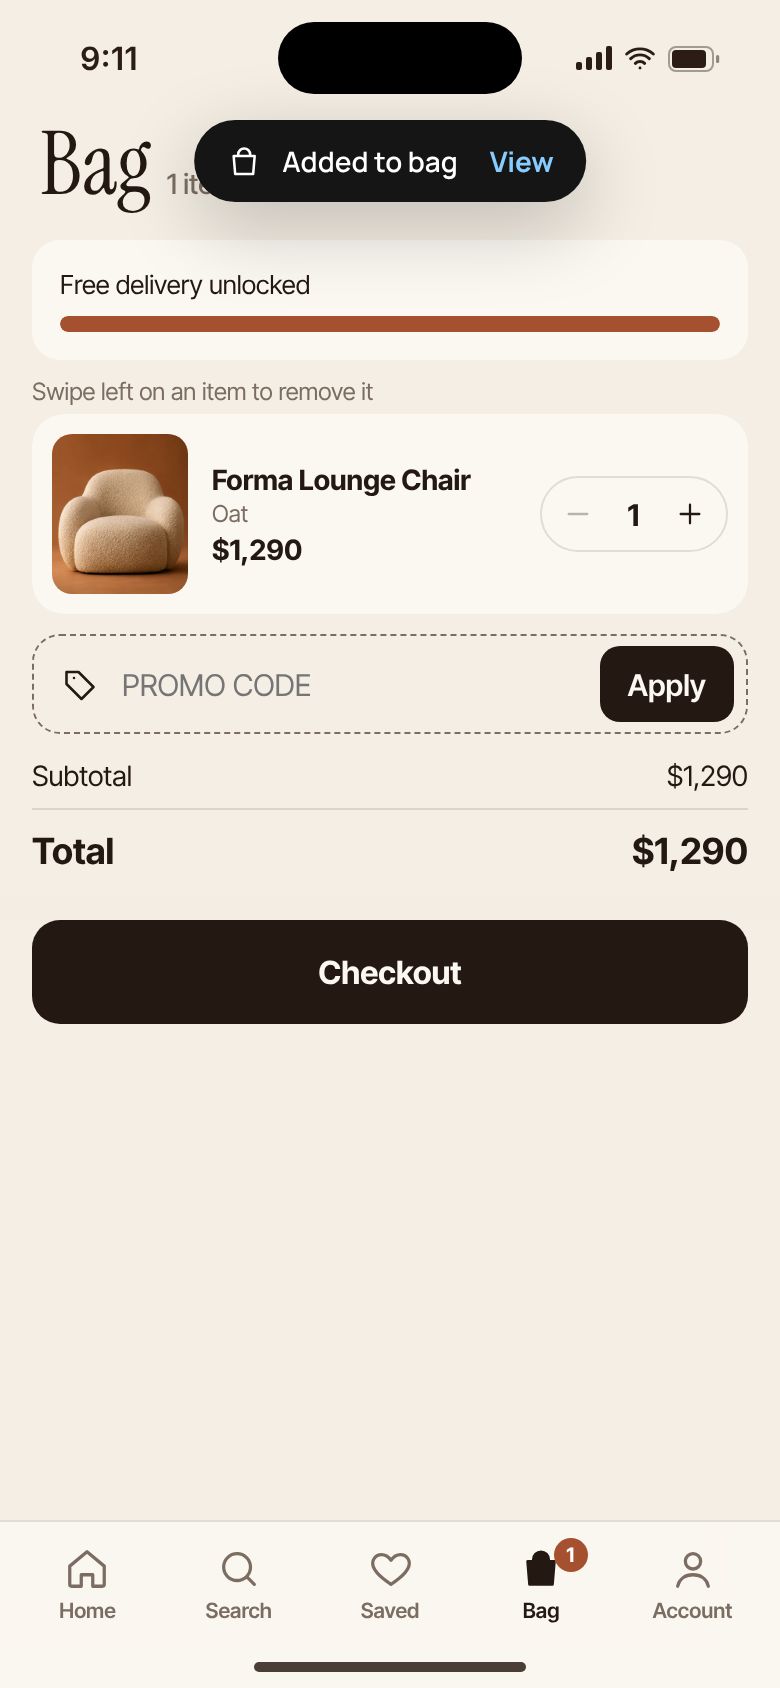 9:11
Added to bag View
Bag 1
Free delivery unlocked
Swipe left on an item to remove it
Forma Lounge Chair
Oat
$1,290
1
PROMO CODE
Apply
Subtotal $1,290
Total $1,290
Checkout
1
Home Search Saved Bag Account